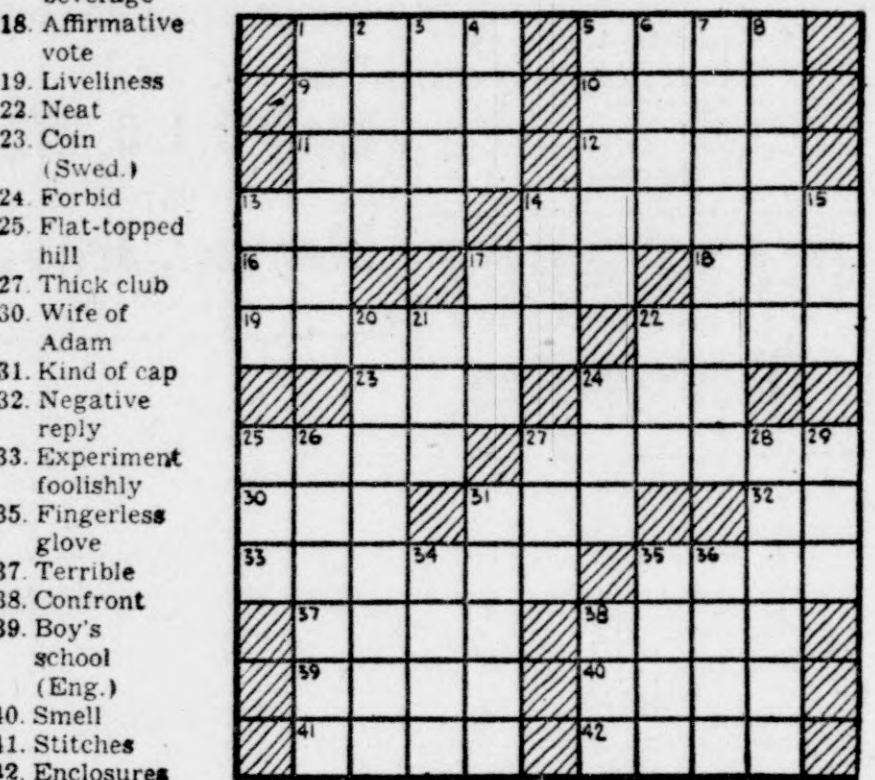 beverage
18. Affirmative
vote
19. Liveliness
22. Neat
23. Coin
(Swed.)
24. Forbid
25. Flat-topped
hill
27. Thick club
30. Wife of
Adam
31. Kind of cap
32. Negative
reply
33. Experiment
foolishly
35. Fingerless
glove
37. Terrible
38. Confront
39. Boy's
school
(Eng.)
40. Smell
41. Stitches
42. Enclosures
1 2 3 4 5 6 7 8
9 10
11 12
13 14 15
16 17 18
19 20 21 22
23 24
25 26 27 28 29
30 31 32
33 34 35 36
37 38
39 40
41 42